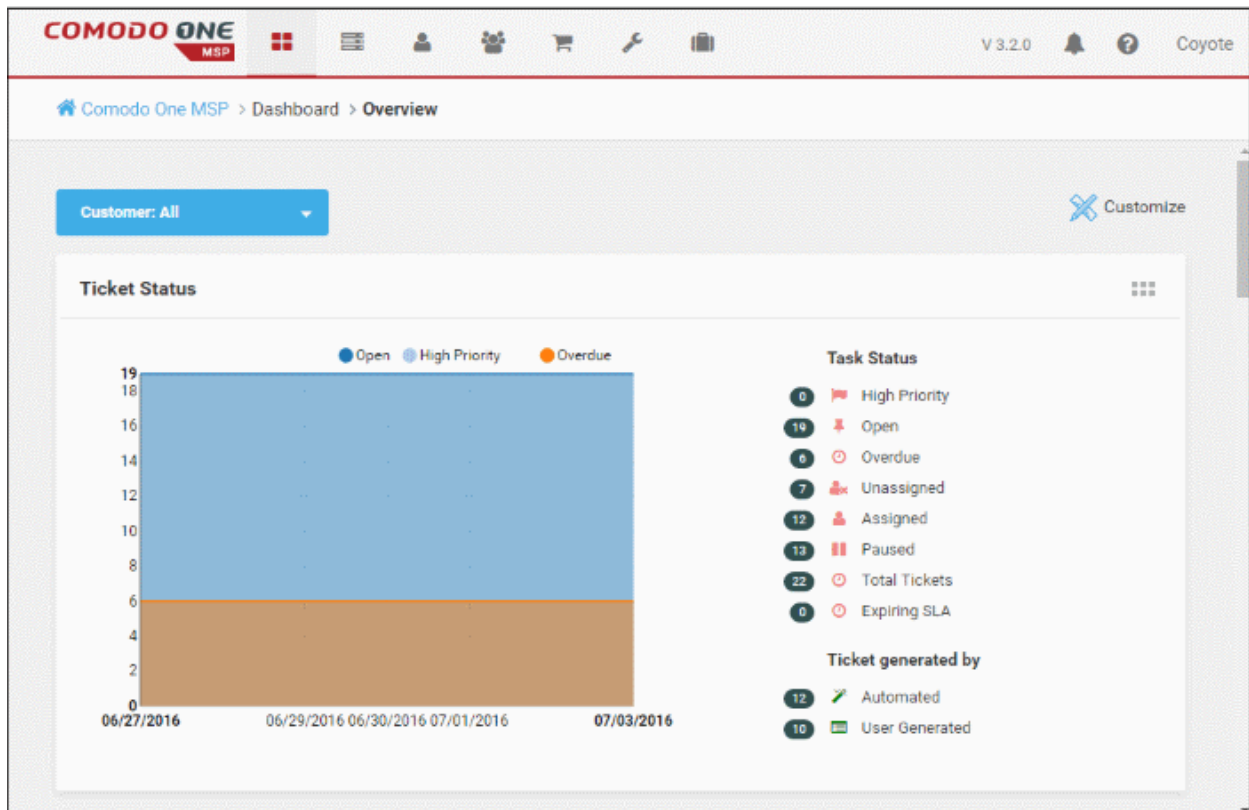 COMODO ONE
MSP
V 3.2.0
Coyote
Comodo One MSP > Dashboard > Overview
Customer: All
Customize
Ticket Status
Open High Priority Overdue
19
18
16
14
12
10
8
6
4
2
0
06/27/2016 06/29/2016 06/30/2016 07/01/2016 07/03/2016
Task Status
0 High Priority
19 Open
6 Overdue
7 Unassigned
12 Assigned
13 Paused
22 Total Tickets
0 Expiring SLA
Ticket generated by
12 Automated
10 User Generated